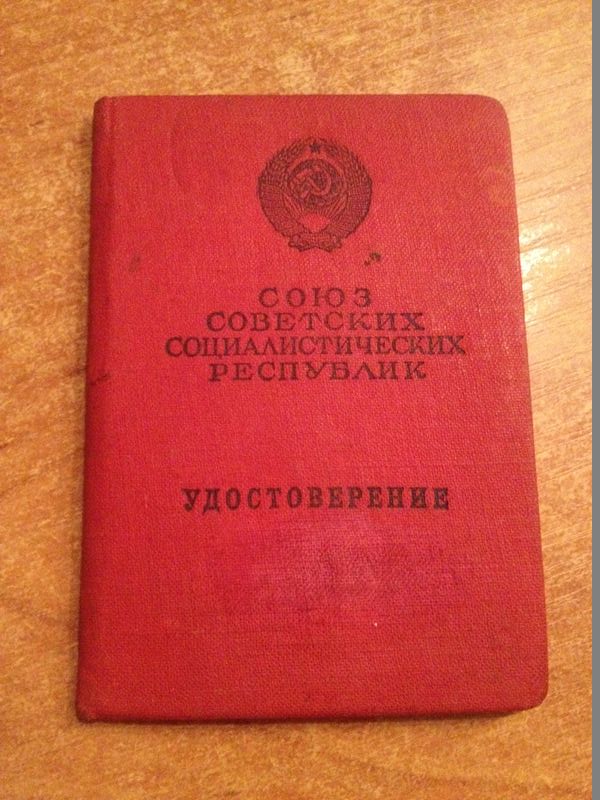 СОЮЗ
СОВЕТСКИХ
СОЦИАЛИСТИЧЕСКИХ
РЕСПУБЛИК
УДОСТОВЕРЕНИЕ